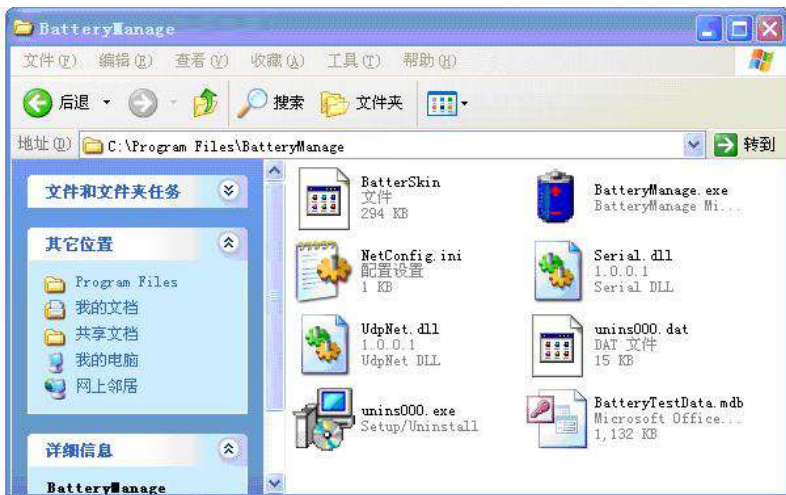 BatteryManage
文件(F) 编辑(E) 查看(V) 收藏(A) 工具(T) 帮助(H)
后退 搜索 文件夹
地址(D) C:\Program Files\BatteryManage 转到
文件和文件夹任务
其它位置
Program Files
我的文档
共享文档
我的电脑
网上邻居
详细信息
BatteryManage
BatterSkin
文件
294 KB
BatteryManage.exe
BatteryManage Mi...
NetConfig.ini
配置设置
1 KB
Serial.dll
1.0.0.1
Serial DLL
UdpNet.dll
1.0.0.1
UdpNet DLL
unins000.dat
DAT 文件
15 KB
unins000.exe
Setup/Uninstall
BatteryTestData.mdb
Microsoft Office...
1,132 KB